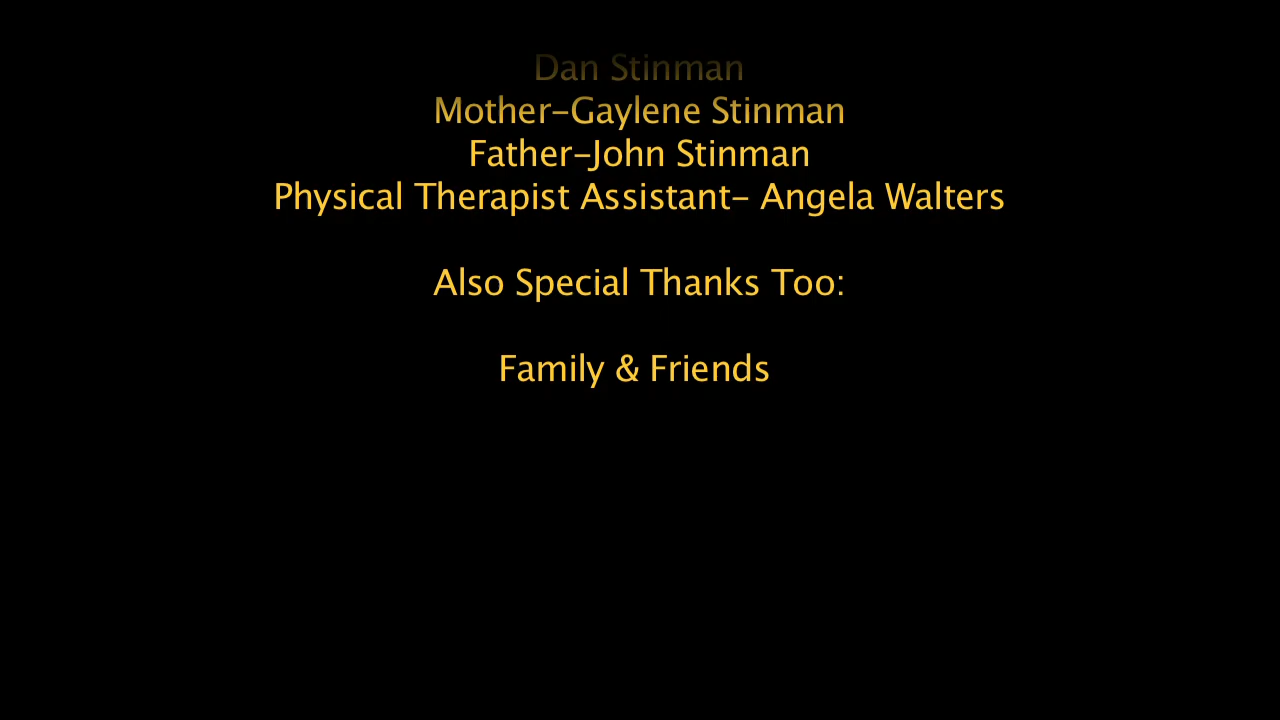 Dan Stinman
Mother-Gaylene Stinman
Father-John Stinman
Physical Therapist Assistant- Angela Walters
Also Special Thanks Too:
Family & Friends